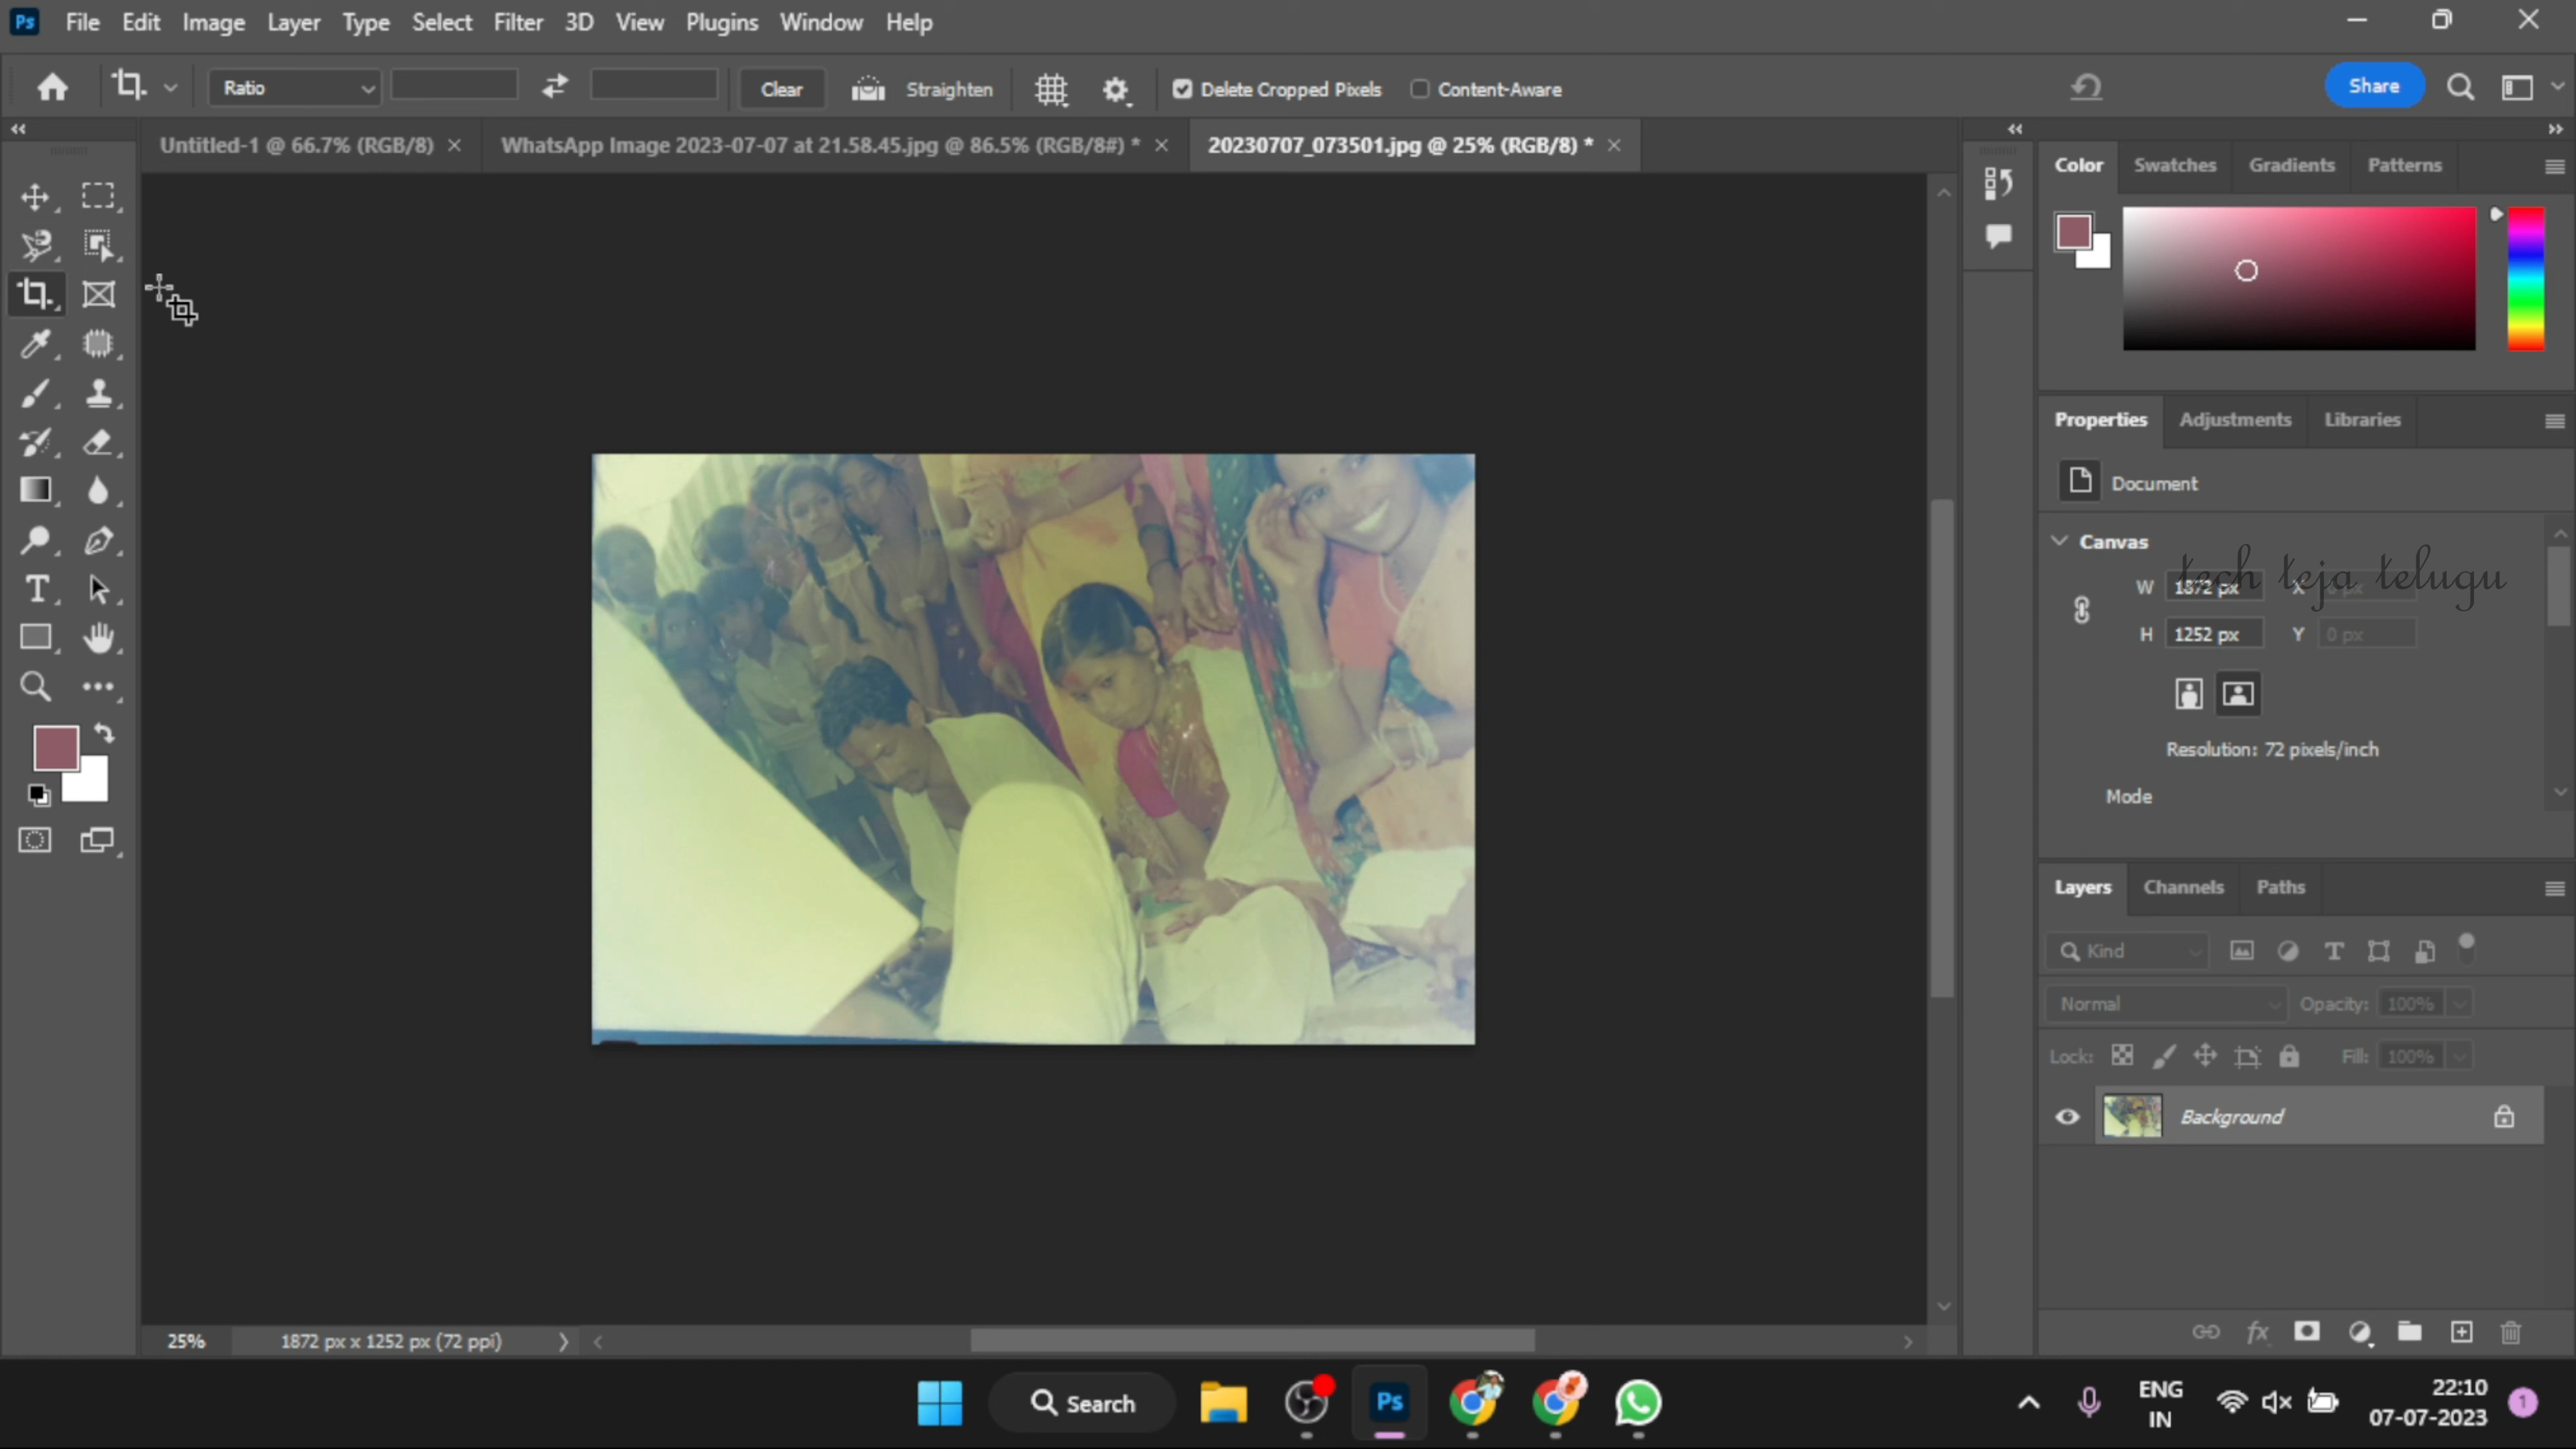 Ps File Edit Image Layer Type Select Filter 3D View Plugins Window Help
Ratio Clear Straighten Delete Cropped Pixels Content-Aware Share
Untitled-1 @ 66.7% (RGB/8) WhatsApp Image 2023-07-07 at 21.58.45.jpg @ 86.5% (RGB/8#) * 20230707_073501.jpg @ 25% (RGB/8) *
Color Swatches Gradients Patterns
Properties Adjustments Libraries
Document
Canvas
tech teja telugu
W 1872 px X 0 px
H 1252 px Y 0 px
Resolution: 72 pixels/inch
Mode
Layers Channels Paths
Kind
Normal Opacity: 100%
Lock: Fill: 100%
Background
25% 1872 px x 1252 px (72 ppi)
Search Ps ENG IN 22:10 07-07-2023 1